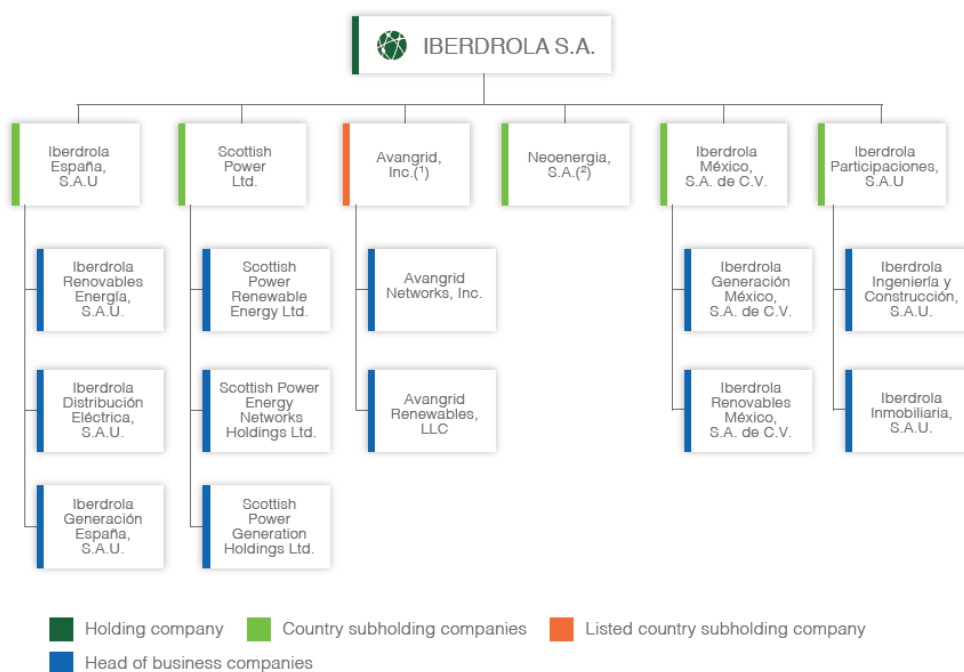 IBERDROLA S.A.
Iberdrola
España,
S.A.U
Scottish
Power
Ltd.
Avangrid,
Inc.(¹)
Neoenergia,
S.A.(²)
Iberdrola
México,
S.A. de C.V.
Iberdrola
Participaciones,
S.A.U
Iberdrola
Renovables
Energía,
S.A.U.
Scottish
Power
Renewable
Energy Ltd.
Avangrid
Networks, Inc.
Iberdrola
Generación
México,
S.A. de C.V.
Iberdrola
Ingeniería y
Construcción,
S.A.U.
Iberdrola
Distribución
Eléctrica,
S.A.U.
Scottish Power
Energy
Networks
Holdings Ltd.
Avangrid
Renewables,
LLC
Iberdrola
Renovables
México,
S.A. de C.V.
Iberdrola
Inmobiliaria,
S.A.U.
Iberdrola
Generación
España,
S.A.U.
Scottish
Power
Generation
Holdings Ltd.
Holding company
Country subholding companies
Listed country subholding company
Head of business companies